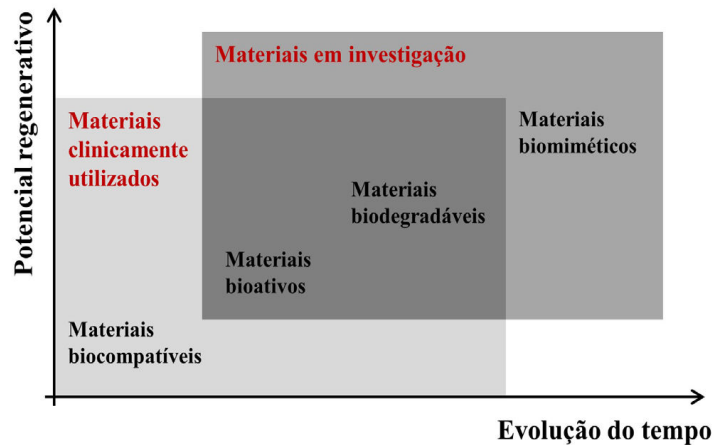 Potencial regenerativo
Materiais em investigação
Materiais
clinicamente
utilizados
Materiais
biomiméticos
Materiais
biodegradáveis
Materiais
bioativos
Materiais
biocompatíveis
Evolução do tempo